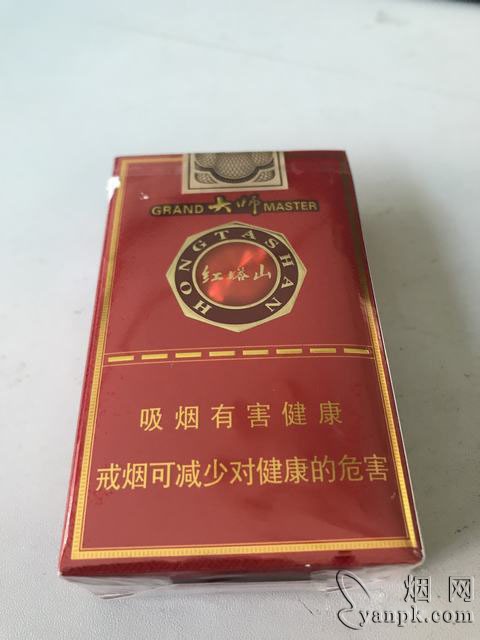 GRAND 大师 MASTER
HONGTASHAN
红塔山
吸烟有害健康
戒烟可减少对健康的危害
烟网
yanpk.com